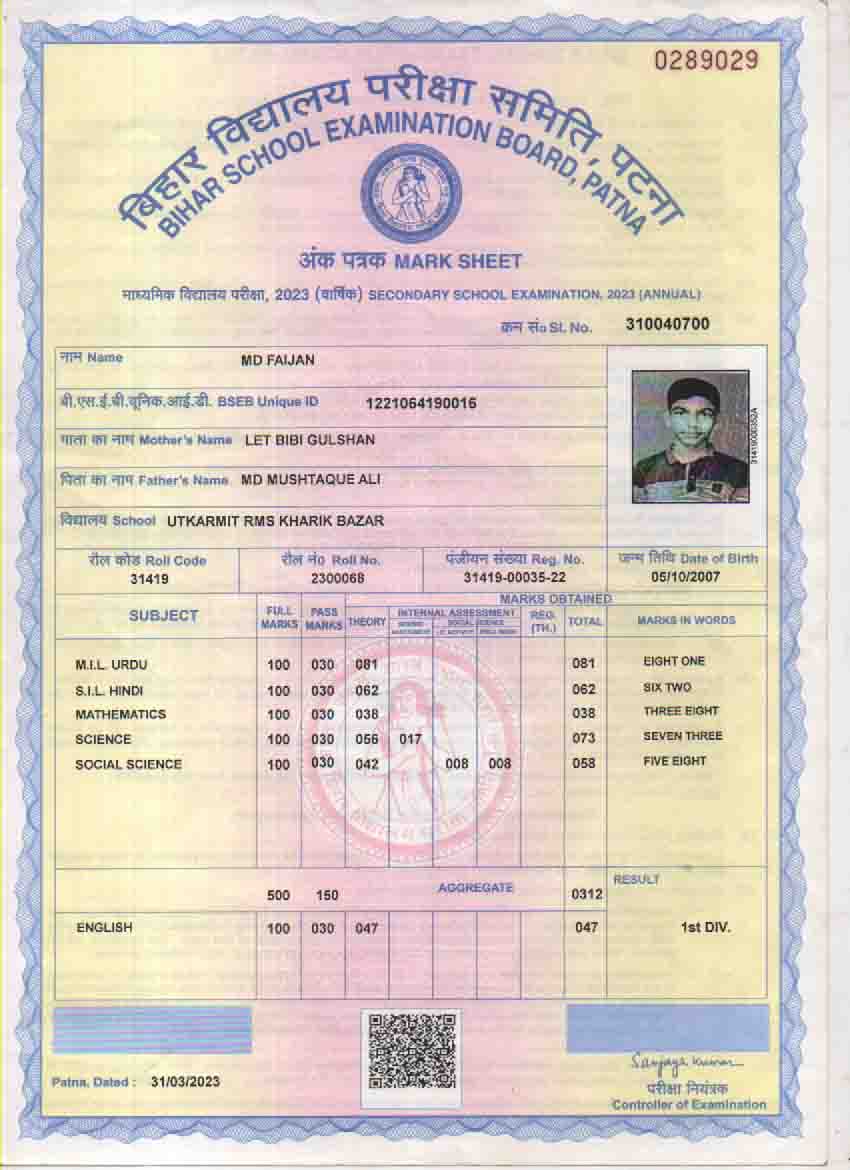 0289029
बिहार विद्यालय परीक्षा समिति, पटना
BIHAR SCHOOL EXAMINATION BOARD, PATNA
अंक पत्रक MARK SHEET
माध्यमिक विद्यालय परीक्षा, 2023 (वार्षिक) SECONDARY SCHOOL EXAMINATION, 2023 (ANNUAL)
क्रम सं० Sl. No. 310040700
नाम Name MD FAIJAN
बी.एस.ई.बी.यूनिक.आई.डी. BSEB Unique ID 1221064190016
माता का नाम Mother's Name LET BIBI GULSHAN
पिता का नाम Father's Name MD MUSHTAQUE ALI
विद्यालय School UTKARMIT RMS KHARIK BAZAR
31419000352A
रौल कोड Roll Code रौल नं० Roll No. पंजीयन संख्या Reg. No. जन्म तिथि Date of Birth
31419 2300068 31419-00035-22 05/10/2007
SUBJECT FULL MARKS PASS MARKS MARKS OBTAINED
THEORY INTERNAL ASSESSMENT REG. (TH.) TOTAL MARKS IN WORDS
SOCIAL SCIENCE
M.I.L. URDU 100 030 081 081 EIGHT ONE
S.I.L. HINDI 100 030 062 062 SIX TWO
MATHEMATICS 100 030 038 038 THREE EIGHT
SCIENCE 100 030 056 017 073 SEVEN THREE
SOCIAL SCIENCE 100 030 042 008 008 058 FIVE EIGHT
500 150 AGGREGATE 0312 RESULT
ENGLISH 100 030 047 047 1st DIV.
Sanjay Kumar
Patna, Dated : 31/03/2023
परीक्षा नियंत्रक
Controller of Examination